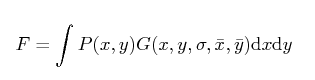 F = ∫ P(x, y)G(x, y, σ, x̄, ȳ)dxdy